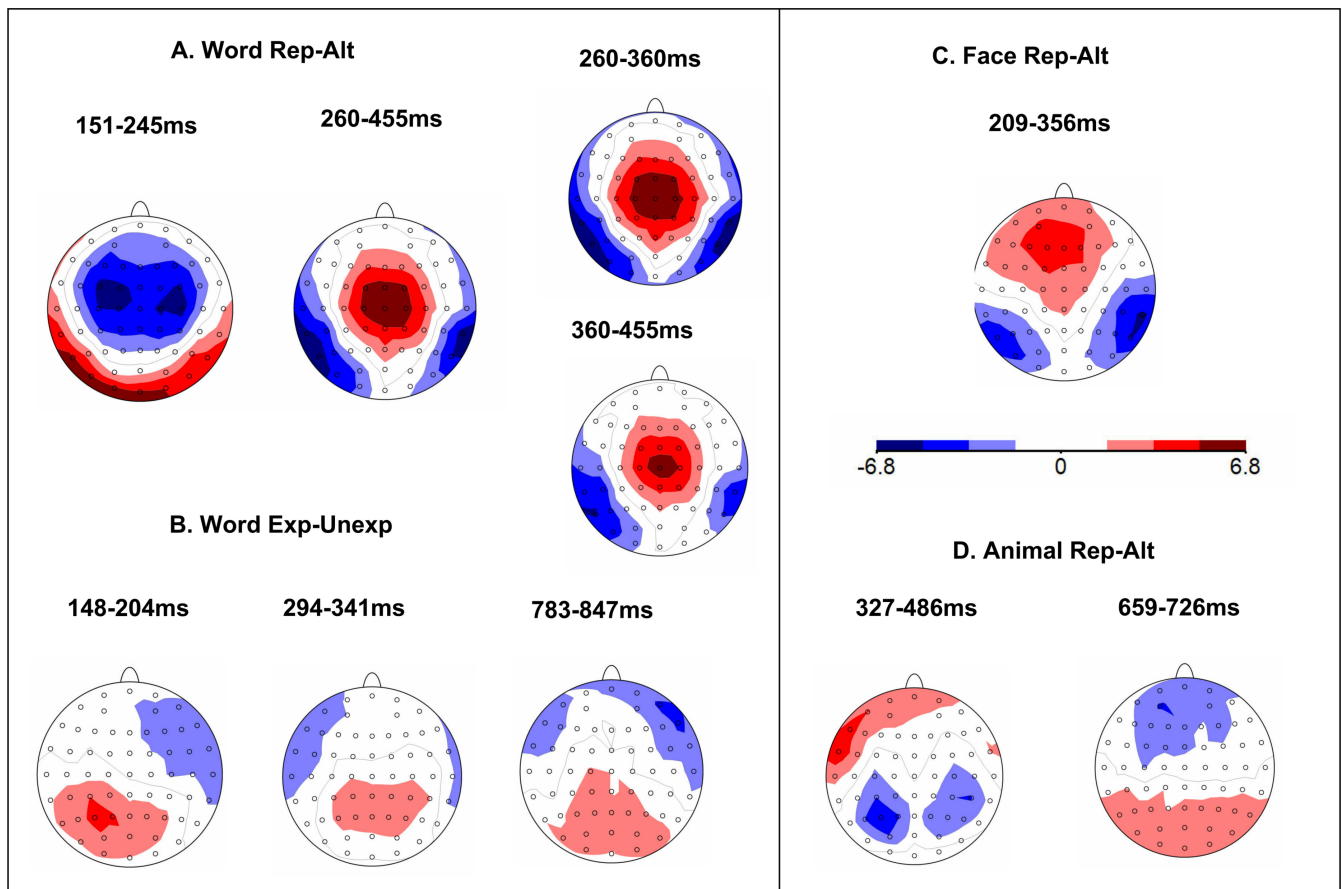 A. Word Rep-Alt
151-245ms
260-455ms
260-360ms
360-455ms
B. Word Exp-Unexp
148-204ms
294-341ms
783-847ms
C. Face Rep-Alt
209-356ms
-6.8 0 6.8
D. Animal Rep-Alt
327-486ms
659-726ms